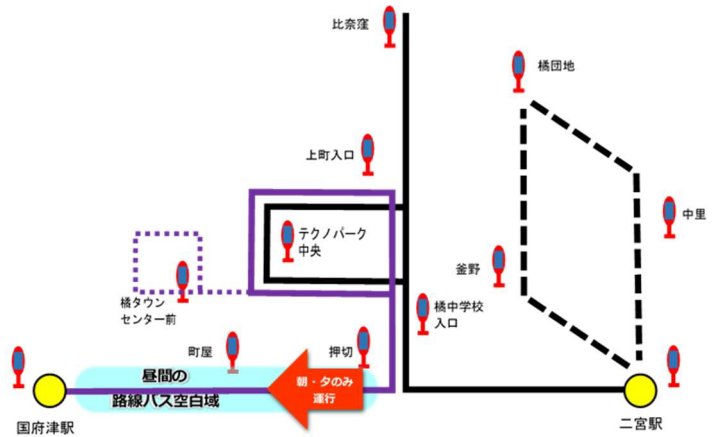 比奈窪
橘団地
上町入口
中里
テクノパーク
中央
釜野
橘タウン
センター前
橘中学校
入口
町屋
押切
昼間の
路線バス空白域
朝・夕のみ
運行
国府津駅
二宮駅